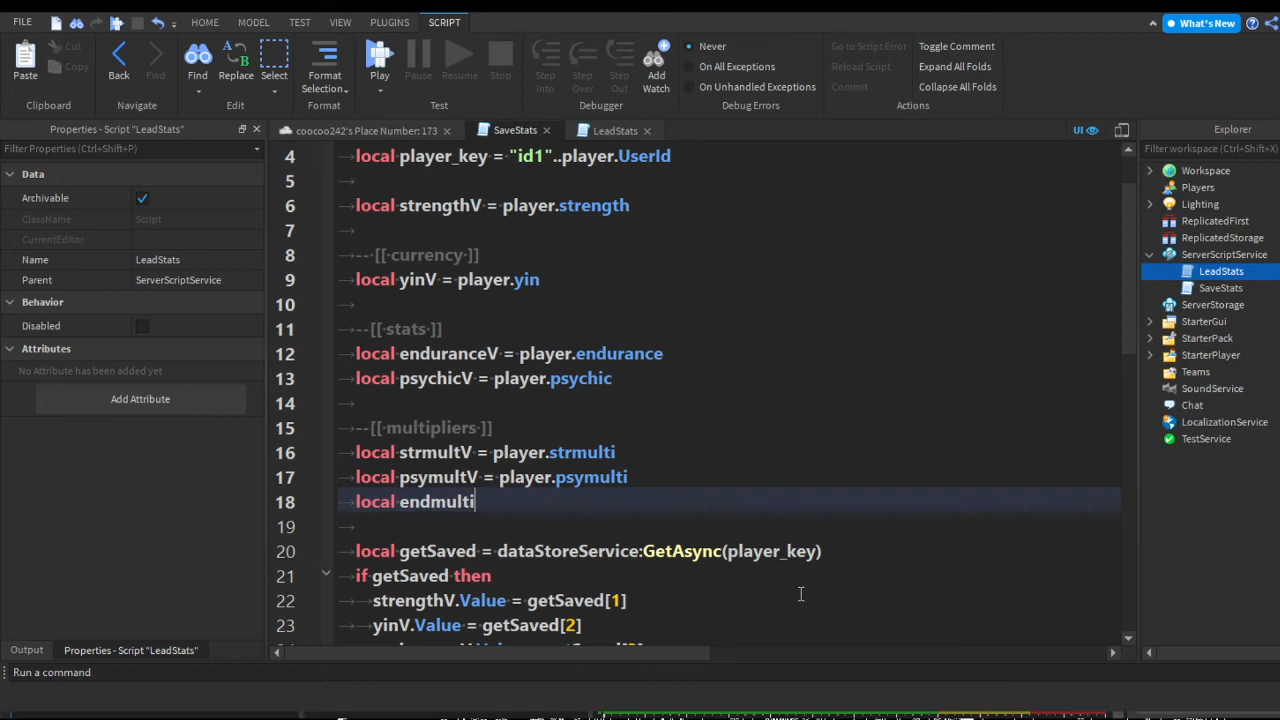 FILE HOME MODEL TEST VIEW PLUGINS SCRIPT What's New
Paste Cut Copy Back Fwd Find Replace Select Format Selection Play Pause Resume Stop Step Into Step Over Step Out Add Watch
Never
On All Exceptions
On Unhandled Exceptions
Go to Script Error
Reload Script
Commit
Toggle Comment
Expand All Folds
Collapse All Folds
Clipboard Navigate Edit Format Test Debugger Debug Errors Actions
Properties - Script "LeadStats"
Filter Properties (Ctrl+Shift+P)
Data
Archivable
ClassName Script
CurrentEditor
Name LeadStats
Parent ServerScriptService
Behavior
Disabled
Attributes
No Attribute has been added yet
Add Attribute
Output Properties - Script "LeadStats"
coocoo242's Place Number: 173 SaveStats LeadStats UI
4 local player_key = "id1"..player.UserId
5
6 local strengthV = player.strength
7
8 --[[ currency ]]
9 local yinV = player.yin
10
11 --[[ stats ]]
12 local enduranceV = player.endurance
13 local psychicV = player.psychic
14
15 --[[ multipliers ]]
16 local strmultV = player.strmulti
17 local psymultV = player.psymulti
18 local endmulti
19
20 local getSaved = dataStoreService:GetAsync(player_key)
21 if getSaved then
22 strengthV.Value = getSaved[1]
23 yinV.Value = getSaved[2]
Explorer
Filter workspace (Ctrl+Shift+X)
Workspace
Players
Lighting
ReplicatedFirst
ReplicatedStorage
ServerScriptService
LeadStats
SaveStats
ServerStorage
StarterGui
StarterPack
StarterPlayer
Teams
SoundService
Chat
LocalizationService
TestService
Run a command